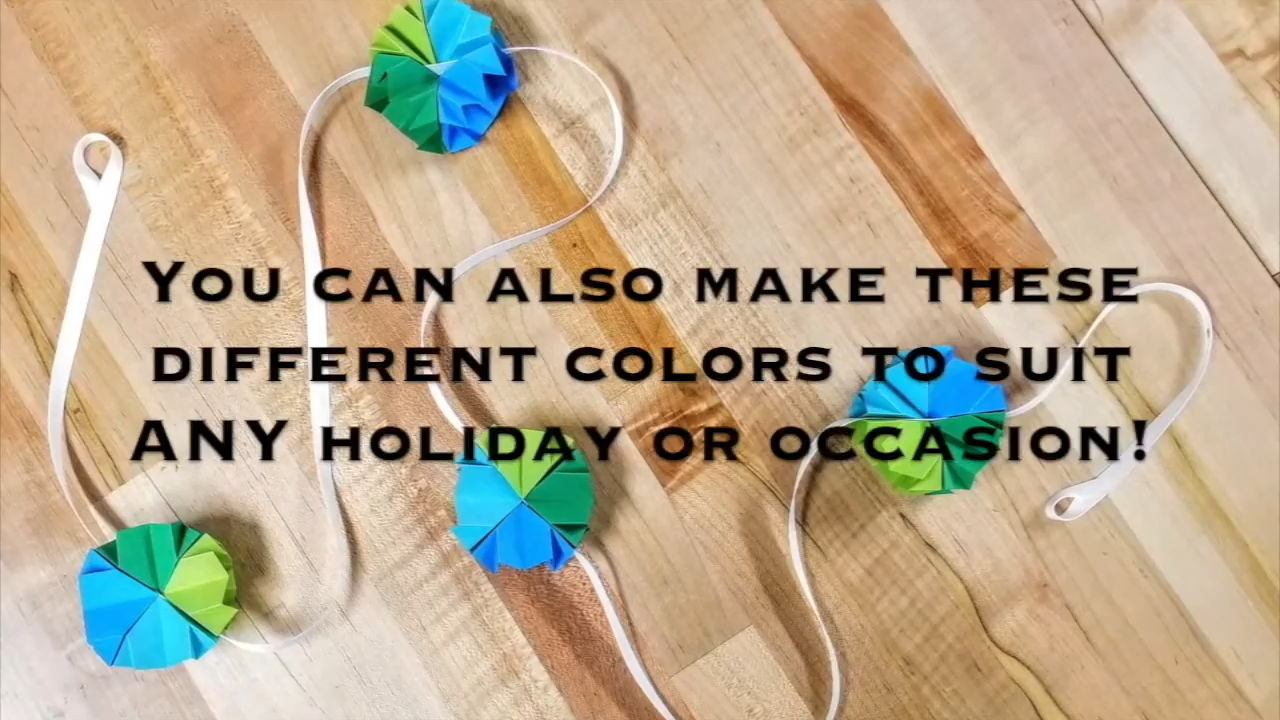 You can also make these
different colors to suit
ANY holiday or occasion!